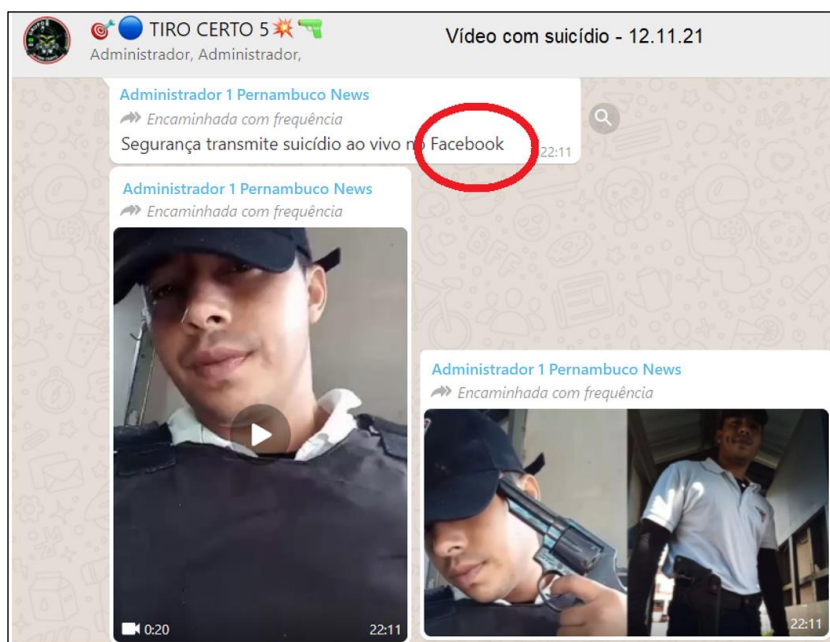 TIRO CERTO 5
Vídeo com suicídio - 12.11.21
Administrador, Administrador,
Administrador 1 Pernambuco News
Encaminhada com frequência
Segurança transmite suicídio ao vivo no Facebook
22:11
Administrador 1 Pernambuco News
Encaminhada com frequência
0:20
22:11
Administrador 1 Pernambuco News
Encaminhada com frequência
22:11